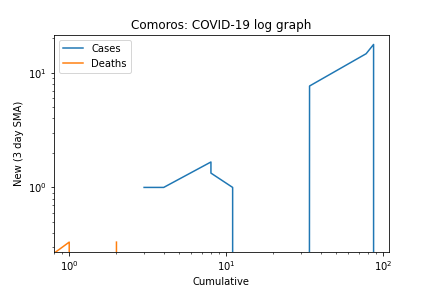 Comoros: COVID-19 log graph
Cases
Deaths
New (3 day SMA)
10¹
10⁰
10⁰ 10¹ 10²
Cumulative